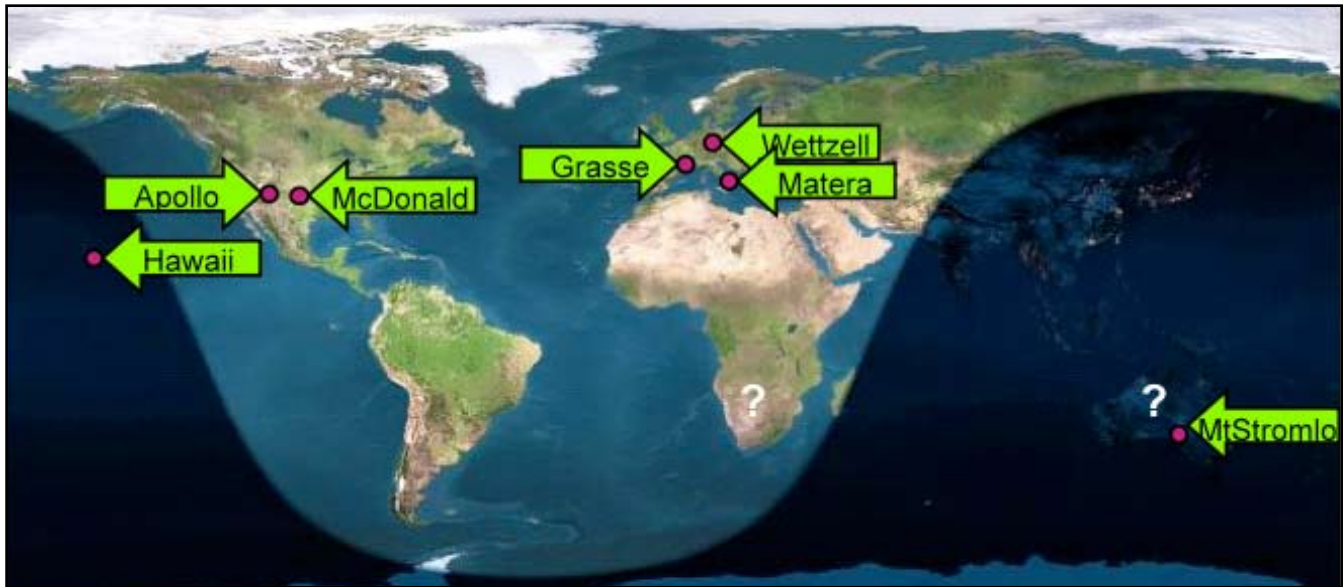 Wettzell
Grasse
Matera
Apollo
McDonald
Hawaii
?
?
MtStromlo